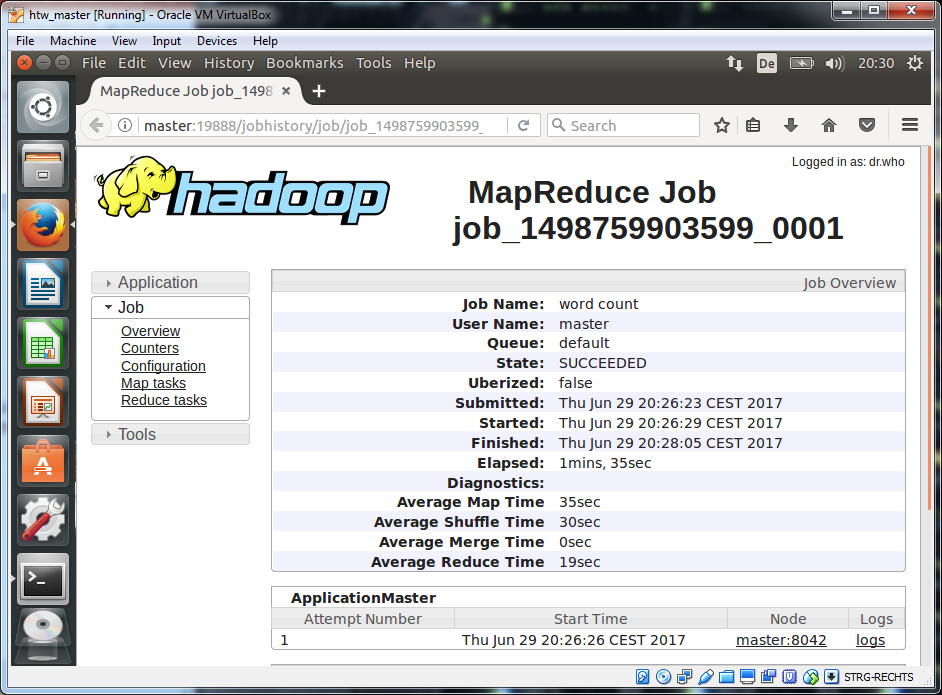 htw_master [Running] - Oracle VM VirtualBox
File Machine View Input Devices Help
File Edit View History Bookmarks Tools Help De 20:30
MapReduce Job job_1498
master:19888/jobhistory/job/job_1498759903599_ Search
Logged in as: dr.who
hadoop
MapReduce Job
job_1498759903599_0001
Application
Job
Overview
Counters
Configuration
Map tasks
Reduce tasks
Tools
Job Overview
Job Name: word count
User Name: master
Queue: default
State: SUCCEEDED
Uberized: false
Submitted: Thu Jun 29 20:26:23 CEST 2017
Started: Thu Jun 29 20:26:29 CEST 2017
Finished: Thu Jun 29 20:28:05 CEST 2017
Elapsed: 1mins, 35sec
Diagnostics:
Average Map Time 35sec
Average Shuffle Time 30sec
Average Merge Time 0sec
Average Reduce Time 19sec
ApplicationMaster
Attempt Number Start Time Node Logs
1 Thu Jun 29 20:26:26 CEST 2017 master:8042 logs
STRG-RECHTS